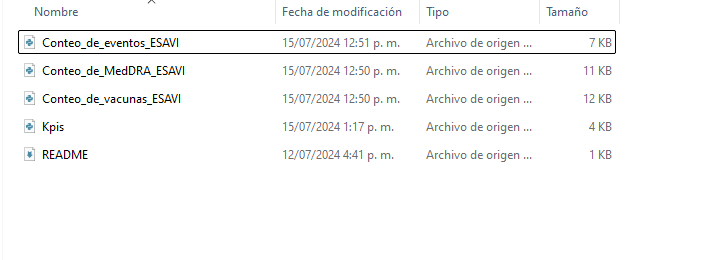 Nombre Fecha de modificación Tipo Tamaño
Conteo_de_eventos_ESAVI 15/07/2024 12:51 p. m. Archivo de origen ... 7 KB
Conteo_de_MedDRA_ESAVI 15/07/2024 12:50 p. m. Archivo de origen ... 11 KB
Conteo_de_vacunas_ESAVI 15/07/2024 12:50 p. m. Archivo de origen ... 12 KB
Kpis 15/07/2024 1:17 p. m. Archivo de origen ... 4 KB
README 12/07/2024 4:41 p. m. Archivo de origen ... 1 KB